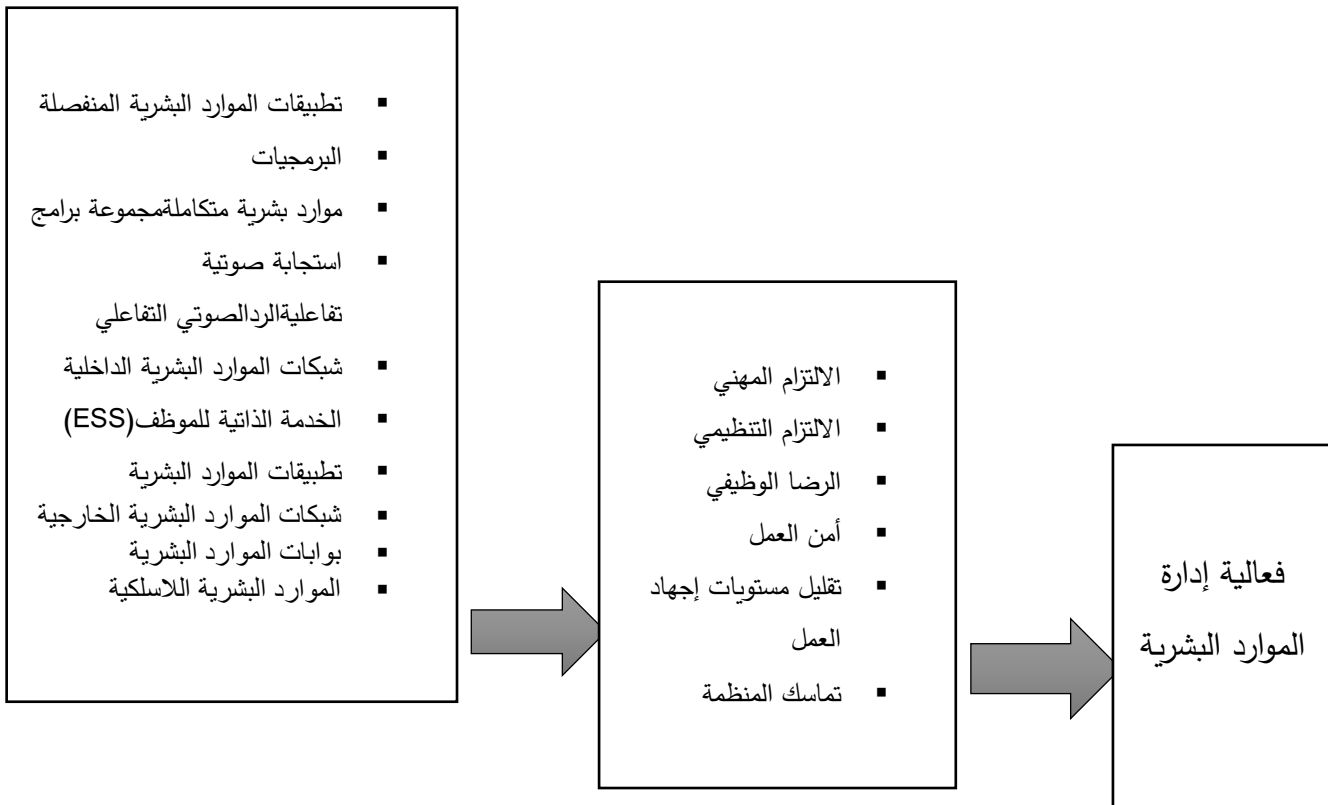 ▪ تطبيقات الموارد البشرية المنفصلة
▪ البرمجيات
▪ موارد بشرية متكاملةمجموعة برامج
▪ استجابة صوتية
تفاعليةالردالصوتي التفاعلي
▪ شبكات الموارد البشرية الداخلية
▪ الخدمة الذاتية للموظف(ESS)
▪ تطبيقات الموارد البشرية
▪ شبكات الموارد البشرية الخارجية
▪ بوابات الموارد البشرية
▪ الموارد البشرية اللاسلكية
▪ الالتزام المهني
▪ الالتزام التنظيمي
▪ الرضا الوظيفي
▪ أمن العمل
▪ تقليل مستويات إجهاد
العمل
▪ تماسك المنظمة
فعالية إدارة
الموارد البشرية